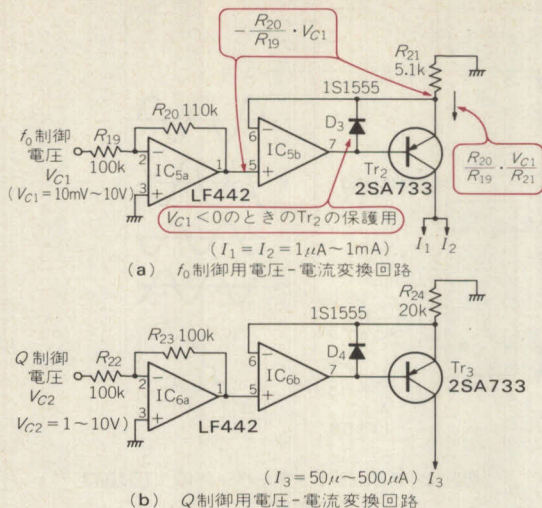 -R20/R19・VC1
R21
5.1k
1S1555
R20 110k
f0制御
電圧
VC1
R19
100k
(VC1=10mV~10V)
2
3
IC5a
1
LF442
6
5
IC5b
7
D3
Tr2
2SA733
R20/R19・VC1/R21
VC1<0のときのTr2の保護用
I1 I2
(I1=I2=1μA~1mA)
(a) f0制御用電圧-電流変換回路
R24
20k
1S1555
R23 100k
Q制御
電圧
VC2
R22
100k
VC2=1~10V)
2
3
IC6a
1
LF442
6
5
IC6b
7
D4
Tr3
2SA733
I3
(I3=50μ~500μA)
(b) Q制御用電圧-電流変換回路